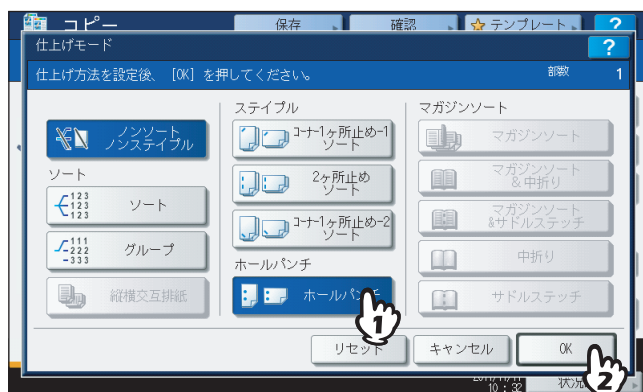 コピー
保存
確認
テンプレート
?
仕上げモード
?
仕上げ方法を設定後、[OK] を押してください。
部数 1
ノンソート
ノンステイプル
ソート
123
123
123
ソート
111
-222
-333
グループ
縦横交互排紙
ステイプル
コーナー1ヶ所止め-1
ソート
2ヶ所止め
ソート
コーナー1ヶ所止め-2
ソート
ホールパンチ
ホールパンチ
マガジンソート
マガジンソート
マガジンソート
&中折り
マガジンソート
&サドルステッチ
中折り
サドルステッチ
1
リセット
キャンセル
OK
2
10:32
状況